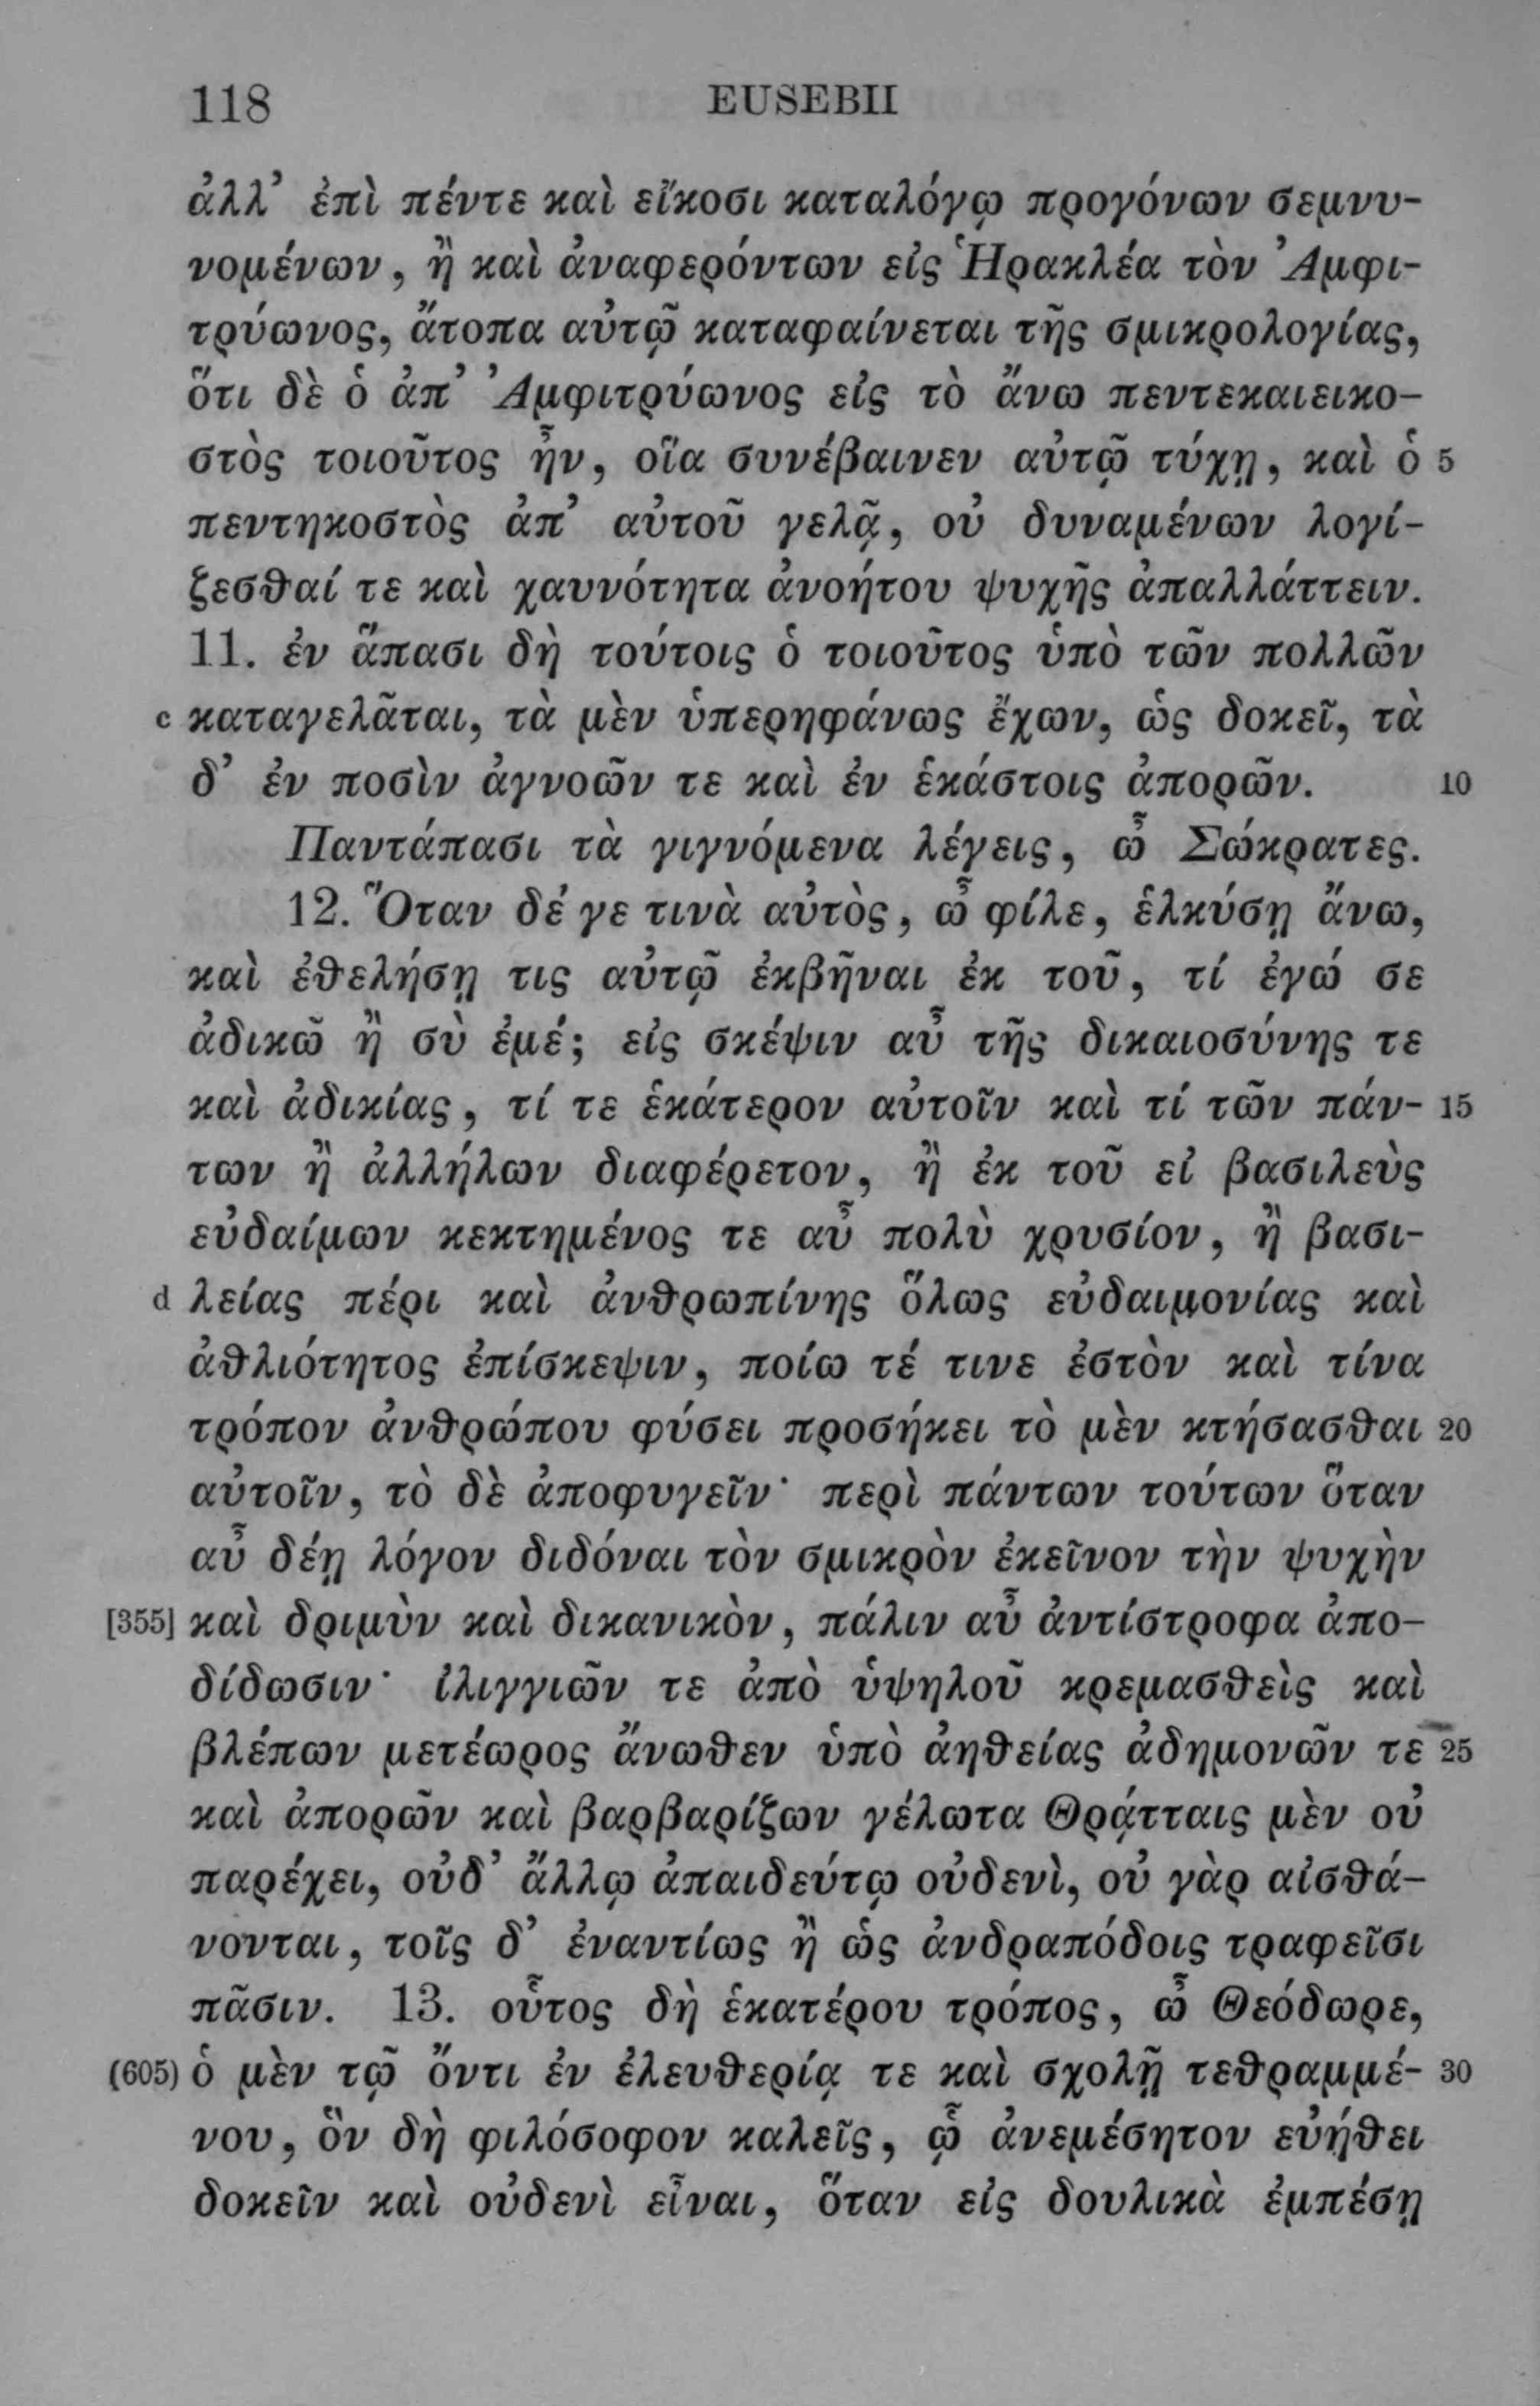 118 EUSEBII
ἀλλ’ ἐπὶ πέντε καὶ εἴκοσι καταλόγῳ προγόνων σεμνυ-
νομένων, ἢ καὶ ἀναφερόντων εἰς Ἡρακλέα τὸν Ἀμφι-
τρύωνος, ἄτοπα αὐτῷ καταφαίνεται τῆς σμικρολογίας,
ὅτι δὲ ὁ ἀπ’ Ἀμφιτρύωνος εἰς τὸ ἄνω πεντεκαιεικο-
στὸς τοιοῦτος ἦν, οἵα συνέβαινεν αὐτῷ τύχη, καὶ ὁ 5
πεντηκοστὸς ἀπ’ αὐτοῦ γελᾷ, οὐ δυναμένων λογί-
ζεσθαί τε καὶ χαυνότητα ἀνοήτου ψυχῆς ἀπαλλάττειν.
11. ἐν ἅπασι δὴ τούτοις ὁ τοιοῦτος ὑπὸ τῶν πολλῶν
c καταγελᾶται, τὰ μὲν ὑπερηφάνως ἔχων, ὡς δοκεῖ, τὰ
δ’ ἐν ποσὶν ἀγνοῶν τε καὶ ἐν ἑκάστοις ἀπορῶν. 10
Παντάπασι τὰ γιγνόμενα λέγεις, ὦ Σώκρατες.
12. Ὅταν δέ γε τινὰ αὐτὸς, ὦ φίλε, ἑλκύσῃ ἄνω,
καὶ ἐθελήσῃ τις αὐτῷ ἐκβῆναι ἐκ τοῦ, τί ἐγώ σε
ἀδικῶ ἢ σὺ ἐμέ; εἰς σκέψιν αὖ τῆς δικαιοσύνης τε
καὶ ἀδικίας, τί τε ἑκάτερον αὐτοῖν καὶ τί τῶν πάν- 15
των ἢ ἀλλήλων διαφέρετον, ἢ ἐκ τοῦ εἰ βασιλεὺς
εὐδαίμων κεκτημένος τε αὖ πολὺ χρυσίον, ἢ βασι-
d λείας πέρι καὶ ἀνθρωπίνης ὅλως εὐδαιμονίας καὶ
ἀθλιότητος ἐπίσκεψιν, ποίω τέ τινε ἐστὸν καὶ τίνα
τρόπον ἀνθρώπου φύσει προσήκει τὸ μὲν κτήσασθαι 20
αὐτοῖν, τὸ δὲ ἀποφυγεῖν· περὶ πάντων τούτων ὅταν
αὖ δέῃ λόγον διδόναι τὸν σμικρὸν ἐκεῖνον τὴν ψυχὴν
[355] καὶ δριμὺν καὶ δικανικὸν, πάλιν αὖ ἀντίστροφα ἀπο-
δίδωσιν· ἰλιγγιῶν τε ἀπὸ ὑψηλοῦ κρεμασθεὶς καὶ
βλέπων μετέωρος ἄνωθεν ὑπὸ ἀηθείας ἀδημονῶν τε 25
καὶ ἀπορῶν καὶ βαρβαρίζων γέλωτα Θρᾴτταις μὲν οὐ
παρέχει, οὐδ’ ἄλλῳ ἀπαιδεύτῳ οὐδενὶ, οὐ γὰρ αἰσθά-
νονται, τοῖς δ’ ἐναντίως ἢ ὡς ἀνδραπόδοις τραφεῖσι
πᾶσιν. 13. οὗτος δὴ ἑκατέρου τρόπος, ὦ Θεόδωρε,
(605) ὁ μὲν τῷ ὄντι ἐν ἐλευθερίᾳ τε καὶ σχολῇ τεθραμμέ- 30
νου, ὃν δὴ φιλόσοφον καλεῖς, ᾧ ἀνεμέσητον εὐήθει
δοκεῖν καὶ οὐδενὶ εἶναι, ὅταν εἰς δουλικὰ ἐμπέσῃ